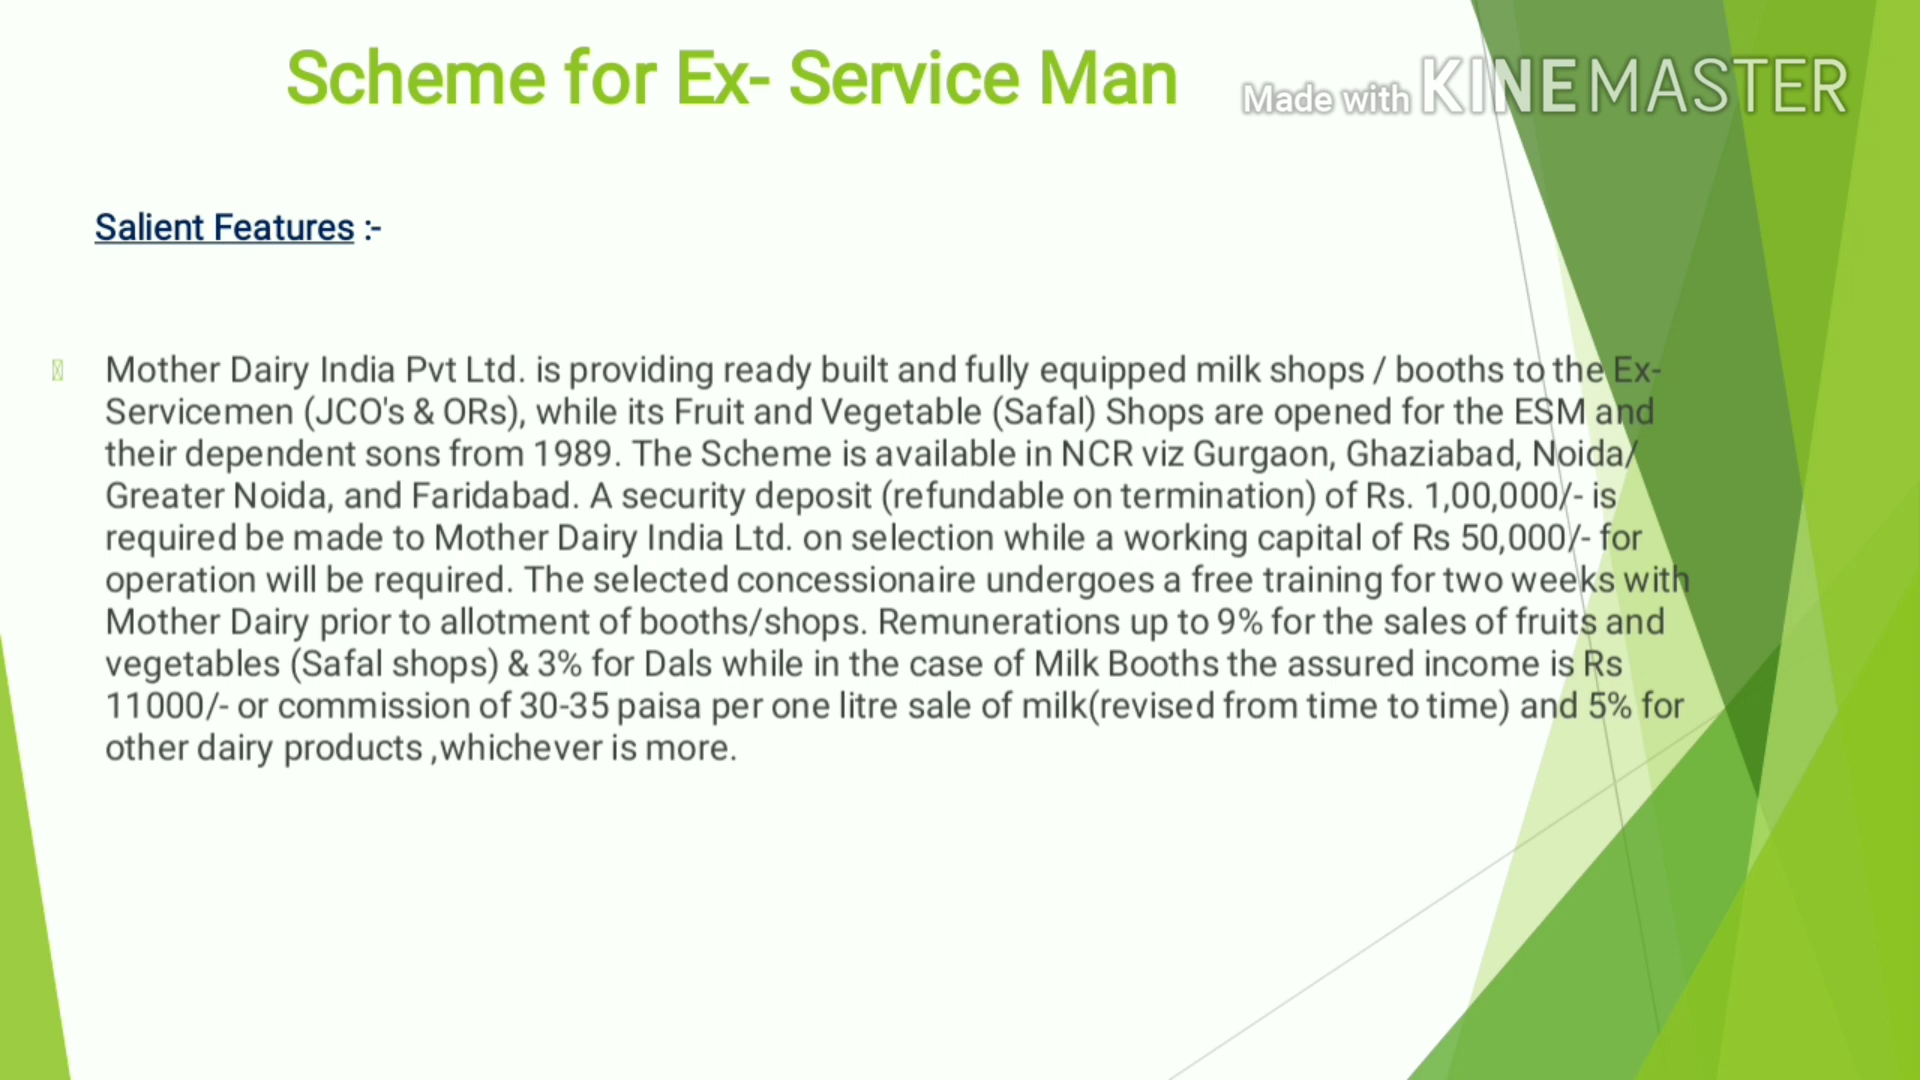 Scheme for Ex- Service Man
Made with KINEMASTER
Salient Features :-
Mother Dairy India Pvt Ltd. is providing ready built and fully equipped milk shops / booths to the Ex-
Servicemen (JCO's & ORs), while its Fruit and Vegetable (Safal) Shops are opened for the ESM and
their dependent sons from 1989. The Scheme is available in NCR viz Gurgaon, Ghaziabad, Noida/
Greater Noida, and Faridabad. A security deposit (refundable on termination) of Rs. 1,00,000/- is
required be made to Mother Dairy India Ltd. on selection while a working capital of Rs 50,000/- for
operation will be required. The selected concessionaire undergoes a free training for two weeks with
Mother Dairy prior to allotment of booths/shops. Remunerations up to 9% for the sales of fruits and
vegetables (Safal shops) & 3% for Dals while in the case of Milk Booths the assured income is Rs
11000/- or commission of 30-35 paisa per one litre sale of milk(revised from time to time) and 5% for
other dairy products ,whichever is more.